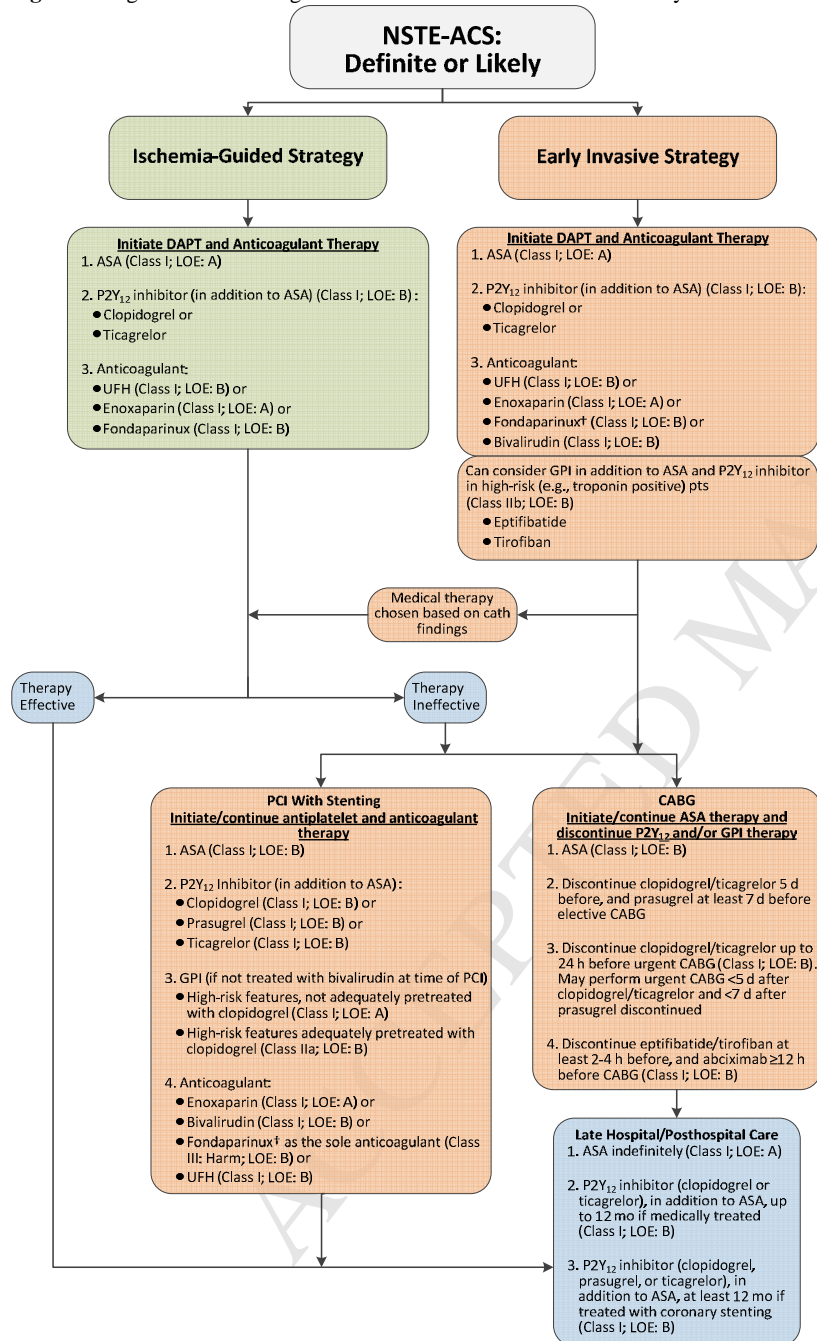 NSTE-ACS:
Definite or Likely
Ischemia-Guided Strategy
Early Invasive Strategy
Initiate DAPT and Anticoagulant Therapy
1. ASA (Class I; LOE: A)
2. P2Y12 inhibitor (in addition to ASA) (Class I; LOE: B) :
● Clopidogrel or
● Ticagrelor
3. Anticoagulant:
● UFH (Class I; LOE: B) or
● Enoxaparin (Class I; LOE: A) or
● Fondaparinux (Class I; LOE: B)
Initiate DAPT and Anticoagulant Therapy
1. ASA (Class I; LOE: A)
2. P2Y12 inhibitor (in addition to ASA) (Class I; LOE: B):
● Clopidogrel or
● Ticagrelor
3. Anticoagulant:
● UFH (Class I; LOE: B) or
● Enoxaparin (Class I; LOE: A) or
● Fondaparinux† (Class I; LOE: B) or
● Bivalirudin (Class I; LOE: B)
Can consider GPI in addition to ASA and P2Y12 inhibitor
in high-risk (e.g., troponin positive) pts
(Class IIb; LOE: B)
● Eptifibatide
● Tirofiban
Medical therapy
chosen based on cath
findings
Therapy
Effective
Therapy
Ineffective
PCI With Stenting
Initiate/continue antiplatelet and anticoagulant
therapy
1. ASA (Class I; LOE: B)
2. P2Y12 Inhibitor (in addition to ASA) :
● Clopidogrel (Class I; LOE: B) or
● Prasugrel (Class I; LOE: B) or
● Ticagrelor (Class I; LOE: B)
3. GPI (if not treated with bivalirudin at time of PCI)
● High-risk features, not adequately pretreated
with clopidogrel (Class I; LOE: A)
● High-risk features adequately pretreated with
clopidogrel (Class IIa; LOE: B)
4. Anticoagulant:
● Enoxaparin (Class I; LOE: A) or
● Bivalirudin (Class I; LOE: B) or
● Fondaparinux† as the sole anticoagulant (Class
III: Harm; LOE: B) or
● UFH (Class I; LOE: B)
CABG
Initiate/continue ASA therapy and
discontinue P2Y12 and/or GPI therapy
1. ASA (Class I; LOE: B)
2. Discontinue clopidogrel/ticagrelor 5 d
before, and prasugrel at least 7 d before
elective CABG
3. Discontinue clopidogrel/ticagrelor up to
24 h before urgent CABG (Class I; LOE: B).
May perform urgent CABG <5 d after
clopidogrel/ticagrelor and <7 d after
prasugrel discontinued
4. Discontinue eptifibatide/tirofiban at
least 2-4 h before, and abciximab ≥12 h
before CABG (Class I; LOE: B)
Late Hospital/Posthospital Care
1. ASA indefinitely (Class I; LOE: A)
2. P2Y12 inhibitor (clopidogrel or
ticagrelor), in addition to ASA, up
to 12 mo if medically treated
(Class I; LOE: B)
3. P2Y12 inhibitor (clopidogrel,
prasugrel, or ticagrelor), in
addition to ASA, at least 12 mo if
treated with coronary stenting
(Class I; LOE: B)
ACCEPTED MA